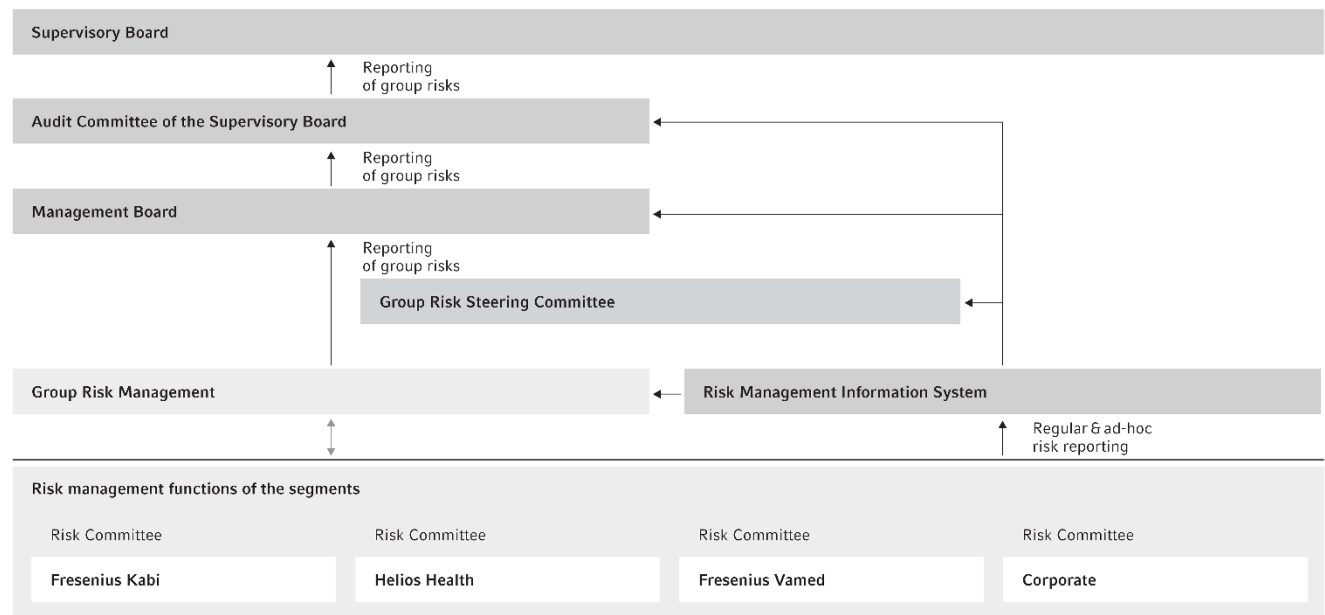 Supervisory Board
Reporting
of group risks
Audit Committee of the Supervisory Board
Reporting
of group risks
Management Board
Reporting
of group risks
Group Risk Steering Committee
Group Risk Management
Risk Management Information System
Regular & ad-hoc
risk reporting
Risk management functions of the segments
Risk Committee
Fresenius Kabi
Risk Committee
Helios Health
Risk Committee
Fresenius Vamed
Risk Committee
Corporate